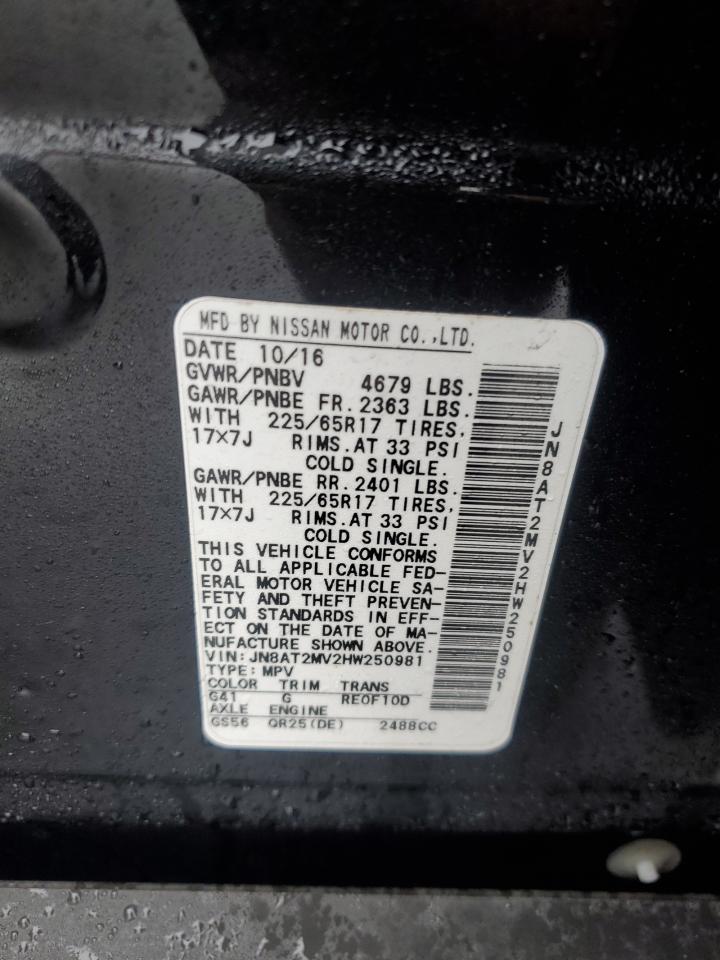 MFD BY NISSAN MOTOR CO.,LTD.
DATE 10/16
GVWR/PNBV 4679 LBS.
GAWR/PNBE FR. 2363 LBS.
WITH 225/65R17 TIRES,
17×7J RIMS.AT 33 PSI
COLD SINGLE.
GAWR/PNBE RR. 2401 LBS.
WITH 225/65R17 TIRES,
17×7J RIMS.AT 33 PSI
COLD SINGLE.
THIS VEHICLE CONFORMS
TO ALL APPLICABLE FED-
ERAL MOTOR VEHICLE SA-
FETY AND THEFT PREVEN-
TION STANDARDS IN EFF-
ECT ON THE DATE OF MA-
NUFACTURE SHOWN ABOVE.
VIN:JN8AT2MV2HW250981
TYPE: MPV
COLOR TRIM TRANS
G41 G RE0F10D
AXLE ENGINE
GS56 QR25(DE) 2488CC
JN8AT2MV2HW250981